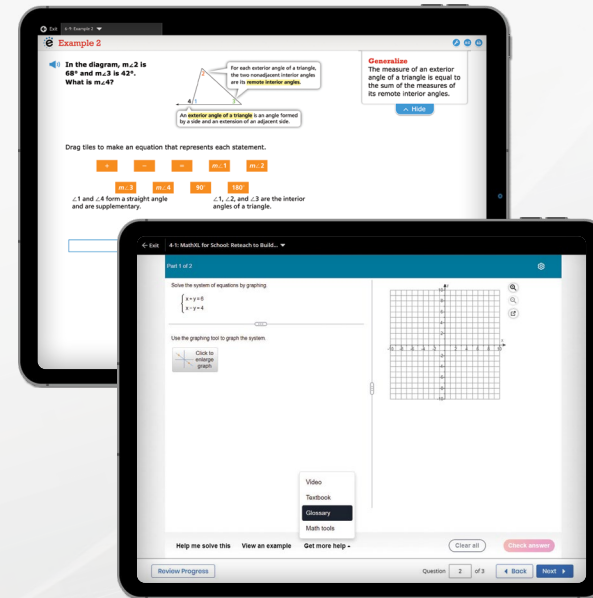 Exit
6-4: Example 2
Example 2
In the diagram, m∠2 is
68° and m∠3 is 42°.
What is m∠4?
2
4
1
3
For each exterior angle of a triangle,
the two nonadjacent interior angles
are its remote interior angles.
An exterior angle of a triangle is an angle formed
by a side and an extension of an adjacent side.
Generalize
The measure of an exterior
angle of a triangle is equal to
the sum of the measures of
its remote interior angles.
Hide
Drag tiles to make an equation that represents each statement.
+ − = m∠1 m∠2
m∠3 m∠4 90° 180°
∠1 and ∠4 form a straight angle
and are supplementary.
∠1, ∠2, and ∠3 are the interior
angles of a triangle.
Exit
4-1: MathXL for School: Reteach to Build...
Part 1 of 2
Solve the system of equations by graphing.
x + y = 6
x − y = 4
Use the graphing tool to graph the system.
Click to
enlarge
graph
Video
Textbook
Glossary
Math tools
Help me solve this
View an example
Get more help
Clear all
Check answer
Review Progress
Question 2 of 3
Back
Next